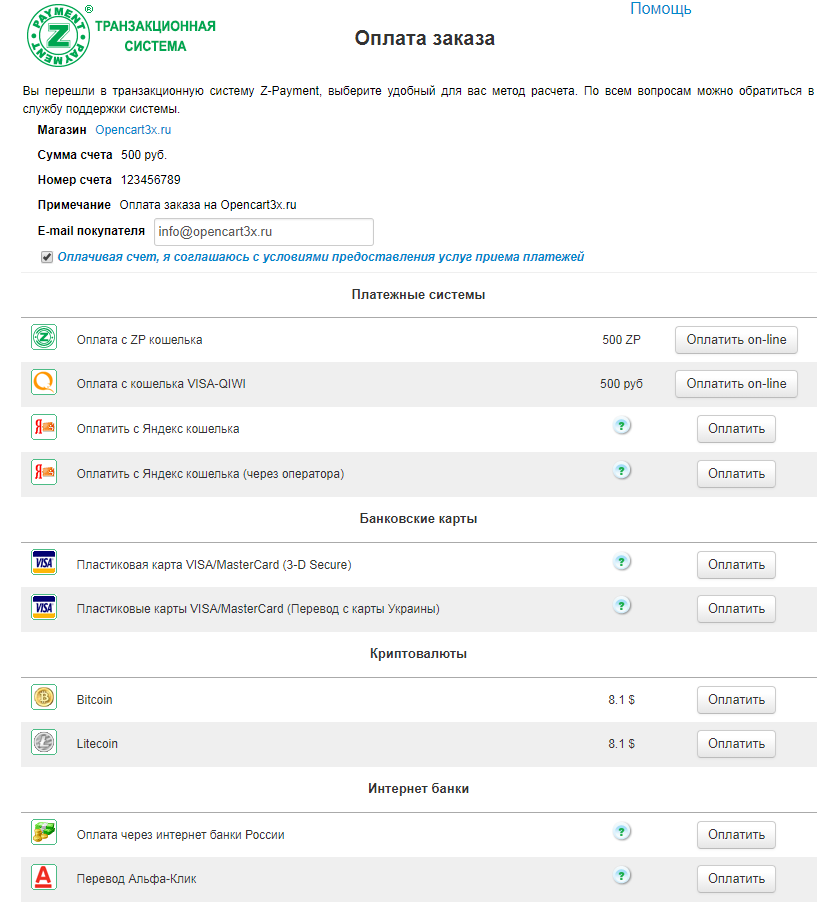 Помощь
Z-PAYMENT PAYMENT ®
ТРАНЗАКЦИОННАЯ
СИСТЕМА
Оплата заказа
Вы перешли в транзакционную систему Z-Payment, выберите удобный для вас метод расчета. По всем вопросам можно обратиться в
службу поддержки системы.
Магазин Opencart3x.ru
Сумма счета 500 руб.
Номер счета 123456789
Примечание Оплата заказа на Opencart3x.ru
E-mail покупателя info@opencart3x.ru
Оплачивая счет, я соглашаюсь с условиями предоставления услуг приема платежей
Платежные системы
Z Оплата с ZP кошелька 500 ZP Оплатить on-line
Оплата с кошелька VISA-QIWI 500 руб Оплатить on-line
Я Оплатить с Яндекс кошелька ? Оплатить
Я Оплатить с Яндекс кошелька (через оператора) ? Оплатить
Банковские карты
VISA Пластиковая карта VISA/MasterCard (3-D Secure) ? Оплатить
VISA Пластиковые карты VISA/MasterCard (Перевод с карты Украины) ? Оплатить
Криптовалюты
Bitcoin 8.1 $ Оплатить
Litecoin 8.1 $ Оплатить
Интернет банки
Оплата через интернет банки России ? Оплатить
А Перевод Альфа-Клик ? Оплатить